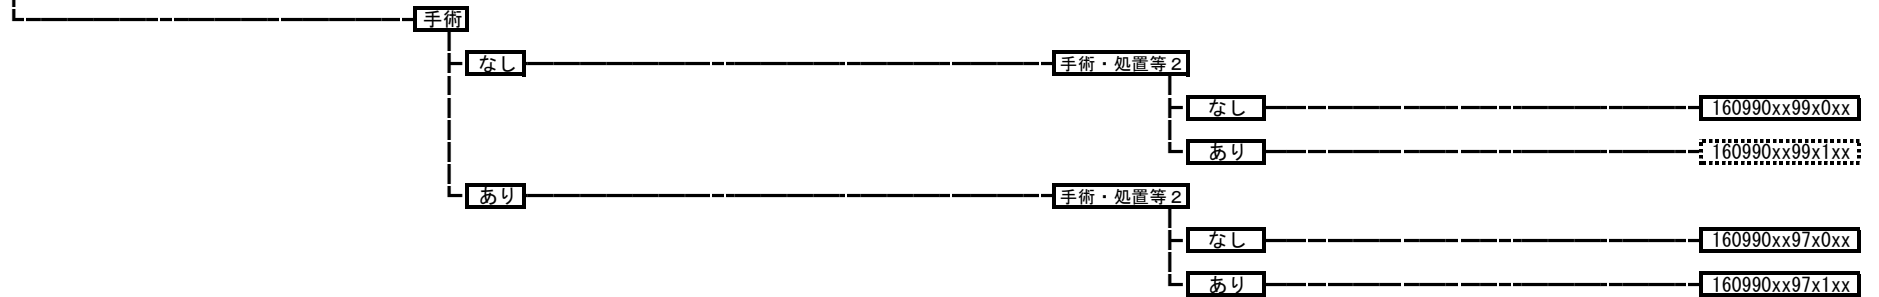 手術
なし 手術・処置等２
なし 160990xx99x0xx
あり 160990xx99x1xx
あり 手術・処置等２
なし 160990xx97x0xx
あり 160990xx97x1xx